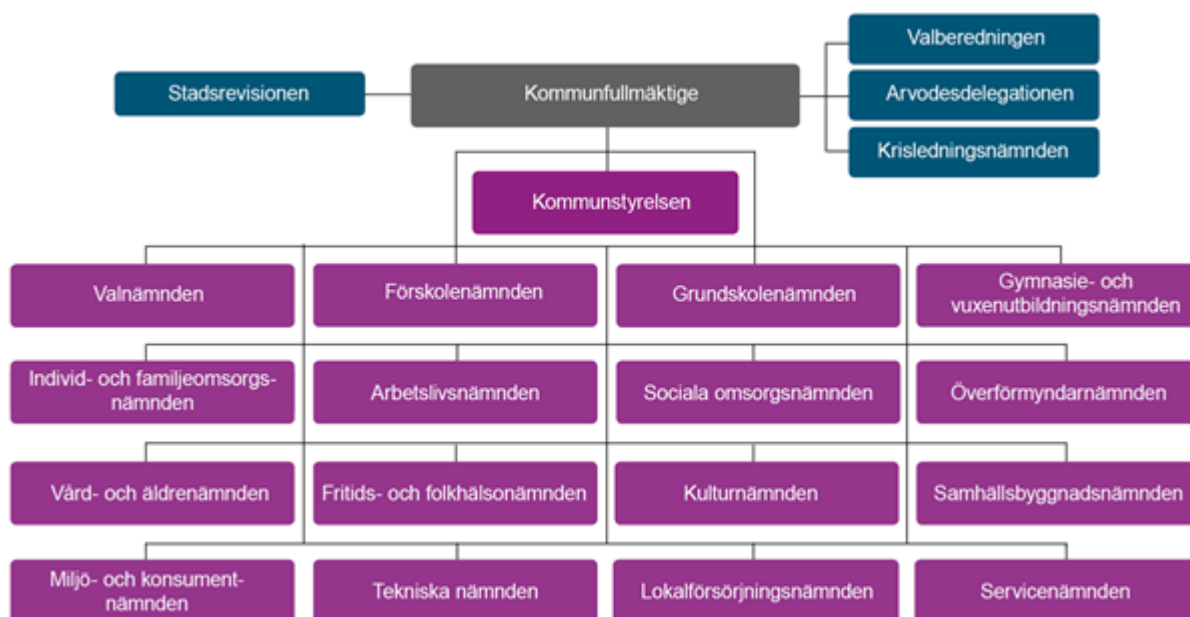 Valberedningen
Stadsrevisionen
Kommunfullmäktige
Arvodesdelegationen
Krisledningsnämnden
Kommunstyrelsen
Valnämnden
Förskolenämnden
Grundskolenämnden
Gymnasie- och
vuxenutbildningsnämnden
Individ- och familjeomsorgs-
nämnden
Arbetslivsnämnden
Sociala omsorgsnämnden
Överförmyndarnämnden
Vård- och äldrenämnden
Fritids- och folkhälsonämnden
Kulturnämnden
Samhällsbyggnadsnämnden
Miljö- och konsument-
nämnden
Tekniska nämnden
Lokalförsörjningsnämnden
Servicenämnden